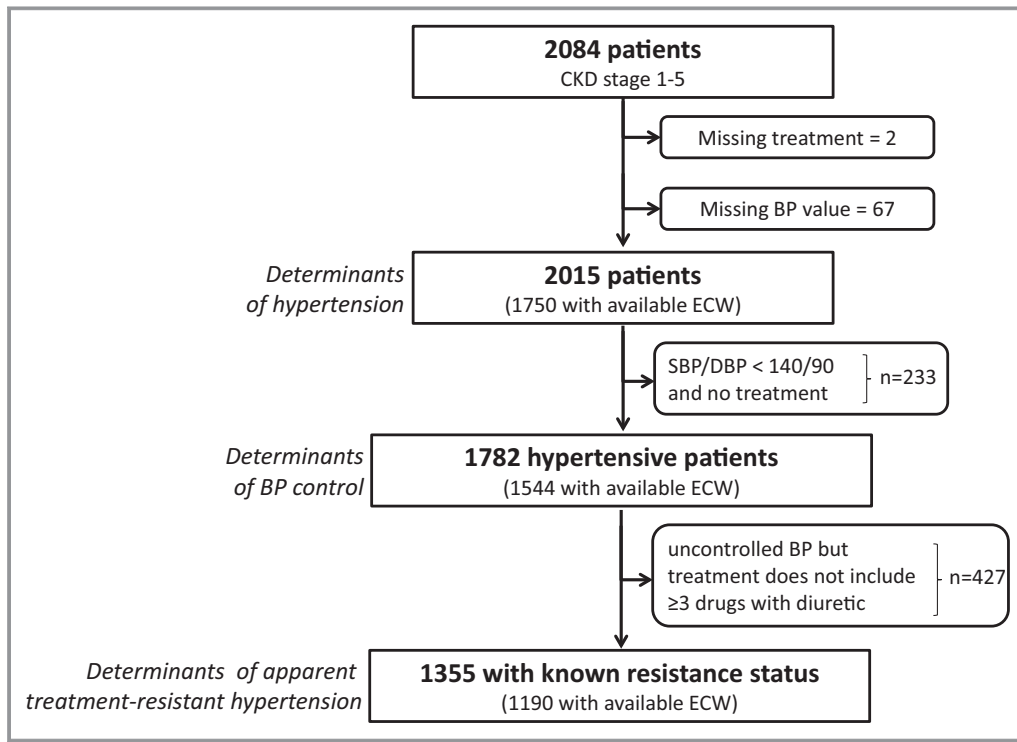 2084 patients
CKD stage 1-5
Missing treatment = 2
Missing BP value = 67
Determinants
of hypertension
2015 patients
(1750 with available ECW)
SBP/DBP < 140/90
and no treatment
n=233
Determinants
of BP control
1782 hypertensive patients
(1544 with available ECW)
uncontrolled BP but
treatment does not include
≥3 drugs with diuretic
n=427
Determinants of apparent
treatment-resistant hypertension
1355 with known resistance status
(1190 with available ECW)